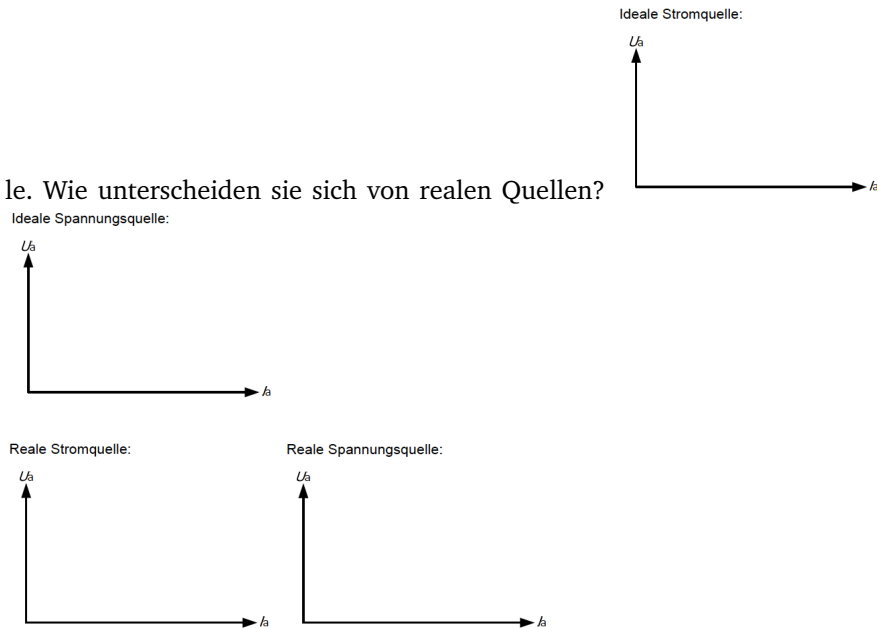 Ideale Stromquelle:
Ua
Ia
le. Wie unterscheiden sie sich von realen Quellen?
Ideale Spannungsquelle:
Ua
Ia
Reale Stromquelle:
Ua
Ia
Reale Spannungsquelle:
Ua
Ia